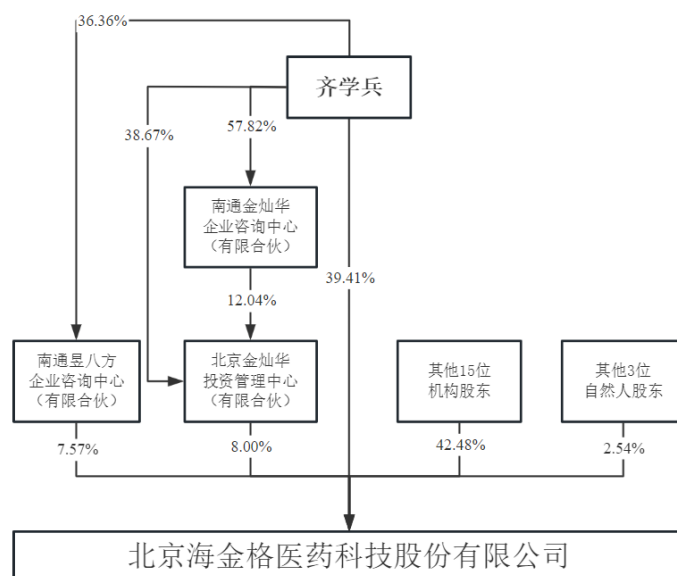 36.36%
齐学兵
38.67%
57.82%
南通金灿华
企业咨询中心
（有限合伙）
12.04%
39.41%
南通昱八方
企业咨询中心
（有限合伙）
北京金灿华
投资管理中心
（有限合伙）
其他15位
机构股东
其他3位
自然人股东
7.57%
8.00%
42.48%
2.54%
北京海金格医药科技股份有限公司